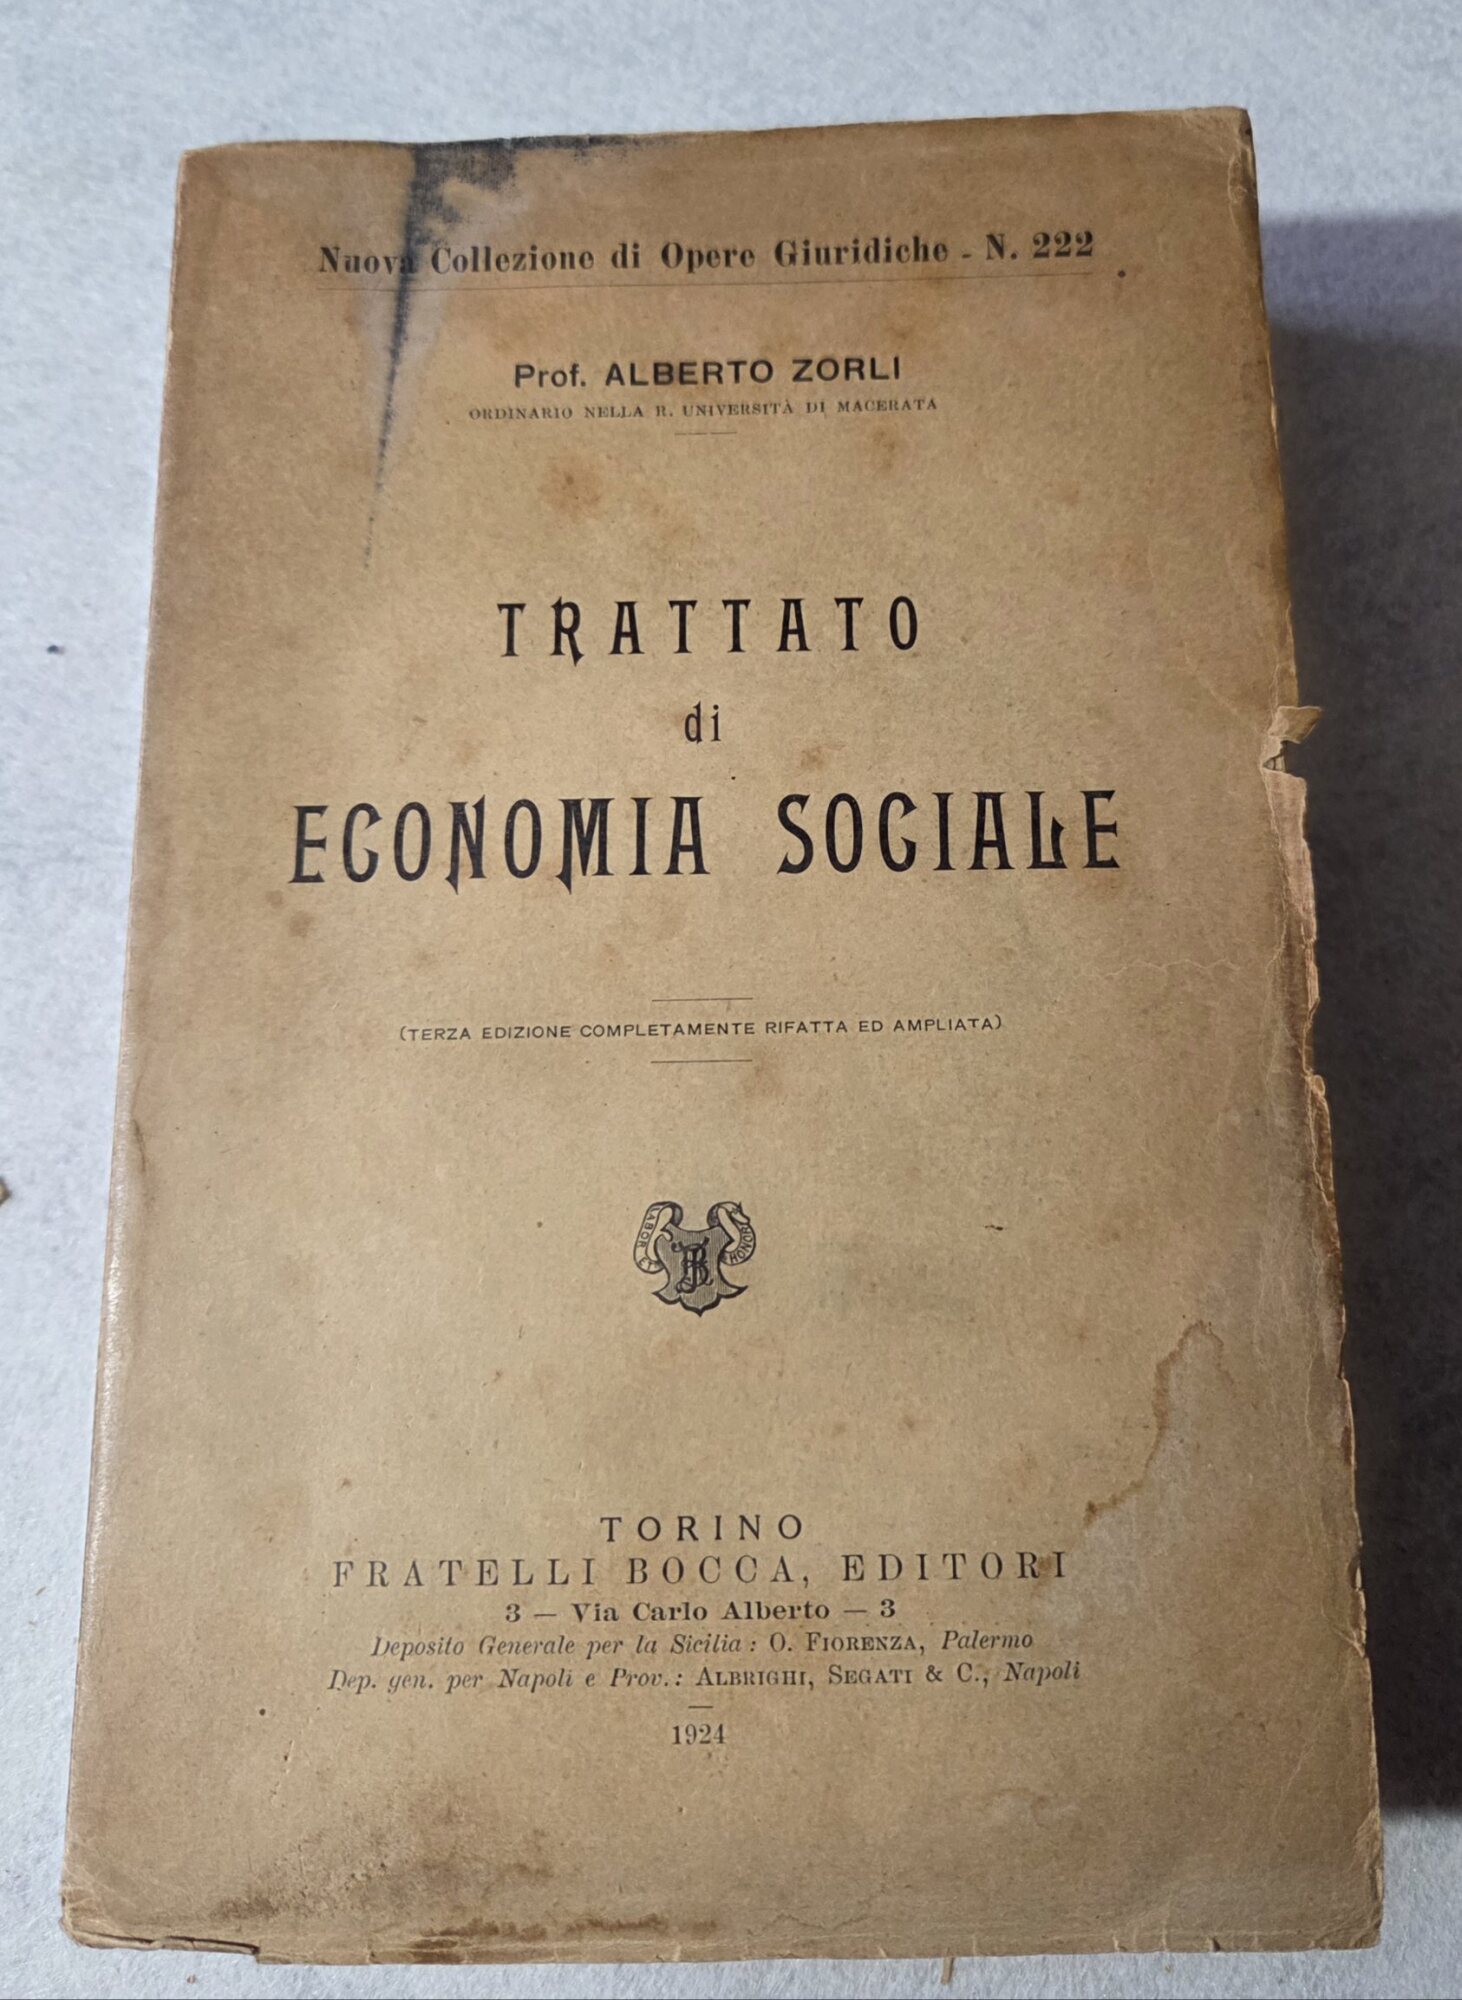 Nuova Collezione di Opere Giuridiche - N. 222
Prof. ALBERTO ZORLI
ORDINARIO NELLA R. UNIVERSITÀ DI MACERATA
TRATTATO
di
ECONOMIA SOCIALE
(TERZA EDIZIONE COMPLETAMENTE RIFATTA ED AMPLIATA)
LABOR HONOR
TORINO
FRATELLI BOCCA, EDITORI
3 — Via Carlo Alberto — 3
Deposito Generale per la Sicilia: O. FIORENZA, Palermo
Dep. gen. per Napoli e Prov.: ALBRIGHI, SEGATI & C., Napoli
1924